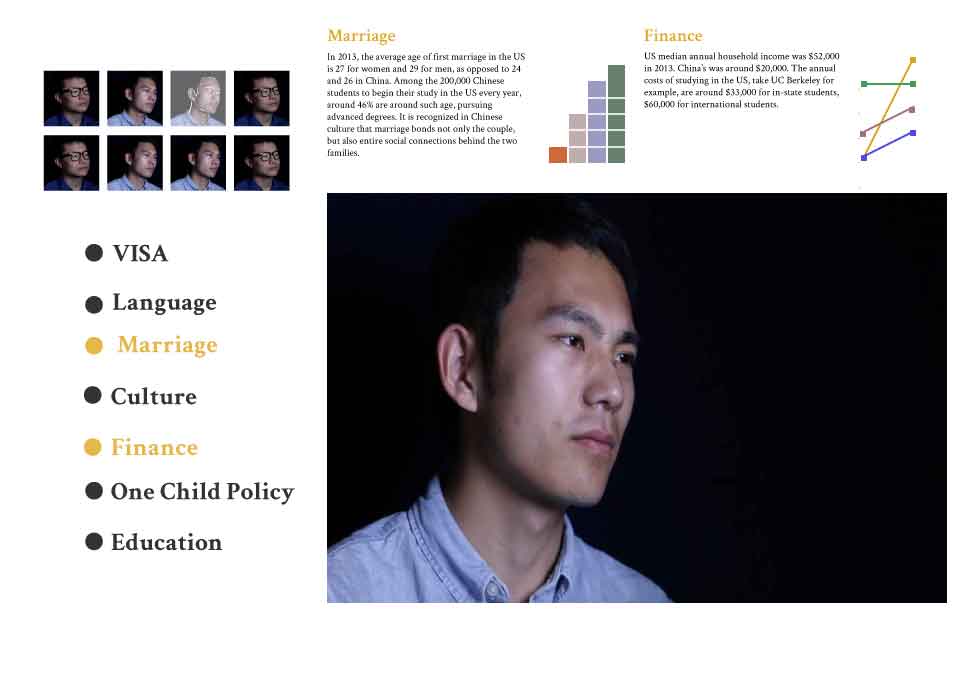 Marriage
In 2013, the average age of first marriage in the US
is 27 for women and 29 for men, as opposed to 24
and 26 in China. Among the 200,000 Chinese
students to begin their study in the US every year,
around 46% are around such age, pursuing
advanced degrees. It is recognized in Chinese
culture that marriage bonds not only the couple,
but also entire social connections behind the two
families.
Finance
US median annual household income was $52,000
in 2013. China's was around $20,000. The annual
costs of studying in the US, take UC Berkeley for
example, are around $33,000 for in-state students,
$60,000 for international students.
VISA
Language
Marriage
Culture
Finance
One Child Policy
Education